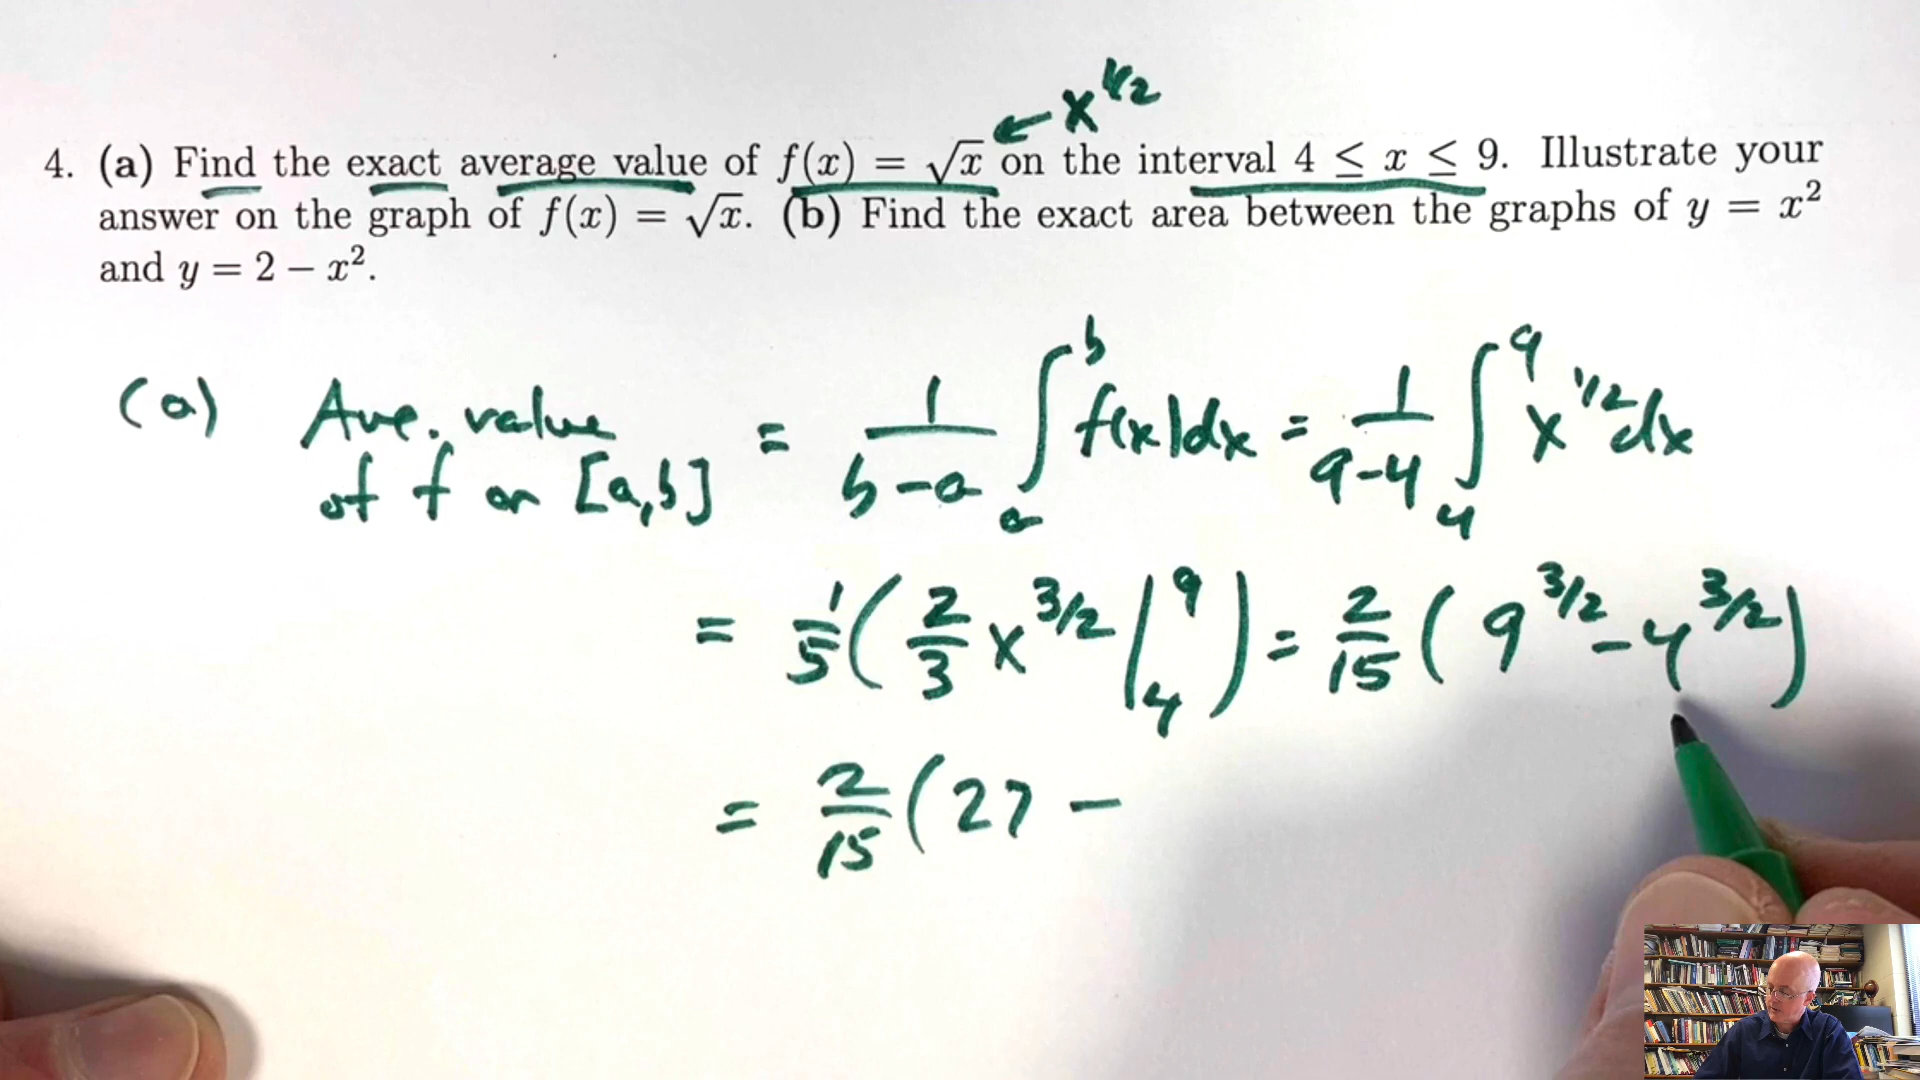 ← x^1/2
4. (a) Find the exact average value of f(x) = √x on the interval 4 ≤ x ≤ 9. Illustrate your
answer on the graph of f(x) = √x. (b) Find the exact area between the graphs of y = x²
and y = 2 − x².
(a) Ave. value of f on [a,b] = 1/(b-a) ∫_a^b f(x)dx = 1/(9-4) ∫_4^9 x^1/2 dx
= 1/5 ( 2/3 x^3/2 |_4^9 ) = 2/15 ( 9^3/2 - 4^3/2 )
= 2/15 ( 27 -